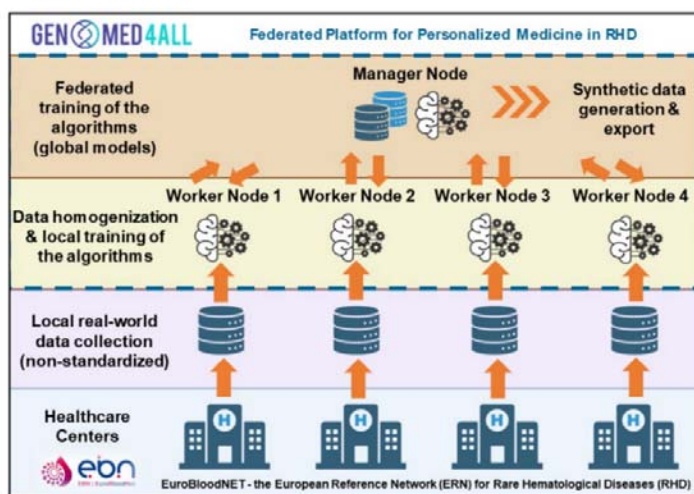 GENOMED4ALL
Federated Platform for Personalized Medicine in RHD
Federated
training of the
algorithms
(global models)
Manager Node
Synthetic data
generation &
export
Worker Node 1
Worker Node 2
Worker Node 3
Worker Node 4
Data homogenization
& local training of
the algorithms
Local real-world
data collection
(non-standardized)
Healthcare
Centers
H
H
H
H
ebn
EuroBloodNET - the European Reference Network (ERN) for Rare Hematological Diseases (RHD)